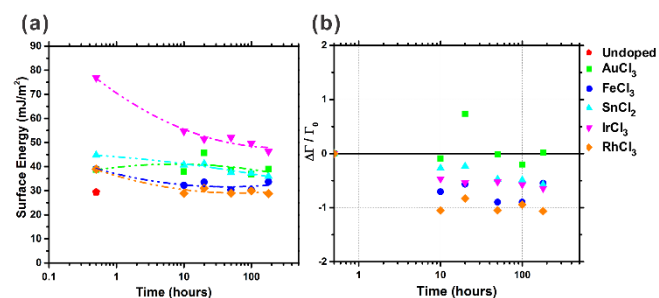 (a)
Surface Energy (mJ/m²)
90
80
70
60
50
40
30
20
10
0
0.1
1
10
100
Time (hours)
(b)
ΔΓ / Γ₀
2
1
0
-1
-2
1
10
100
Time (hours)
Undoped
AuCl₃
FeCl₃
SnCl₂
IrCl₃
RhCl₃